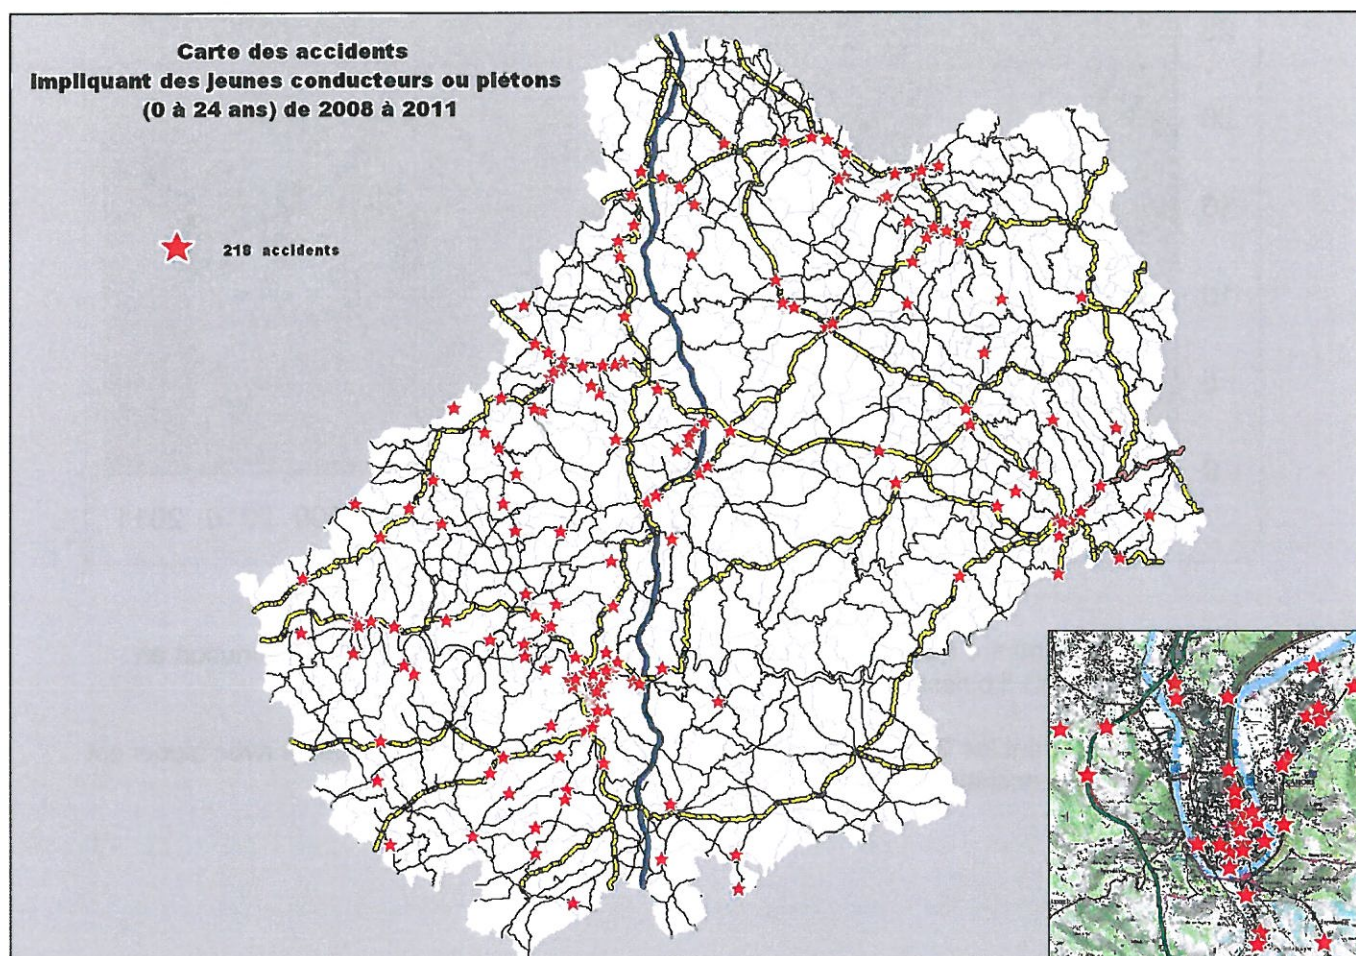 Carte des accidents
impliquant des jeunes conducteurs ou piétons
(0 à 24 ans) de 2008 à 2011
218 accidents